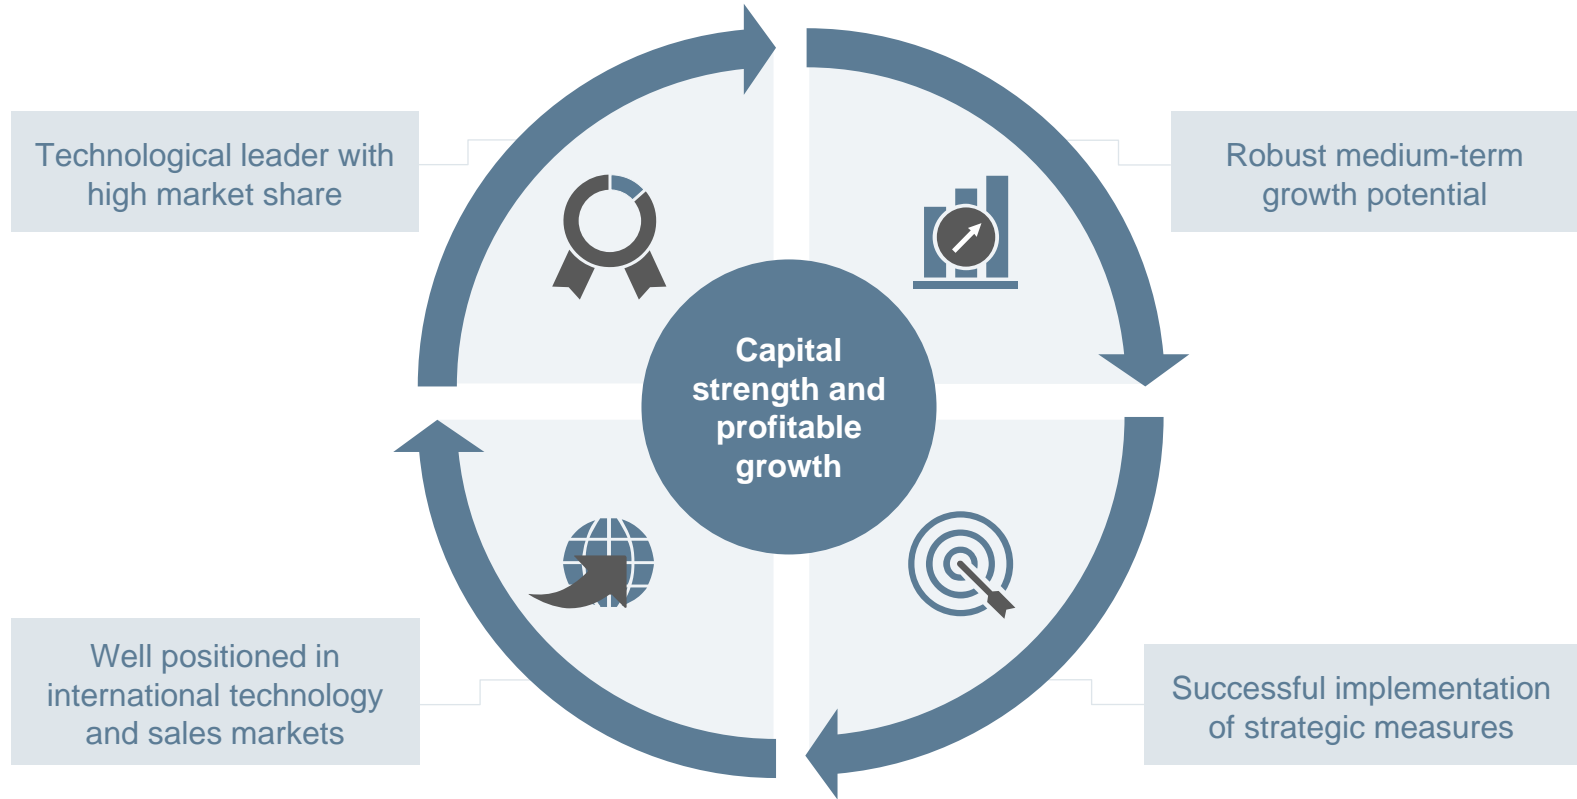 Technological leader with
high market share
Robust medium-term
growth potential
Capital
strength and
profitable
growth
Well positioned in
international technology
and sales markets
Successful implementation
of strategic measures